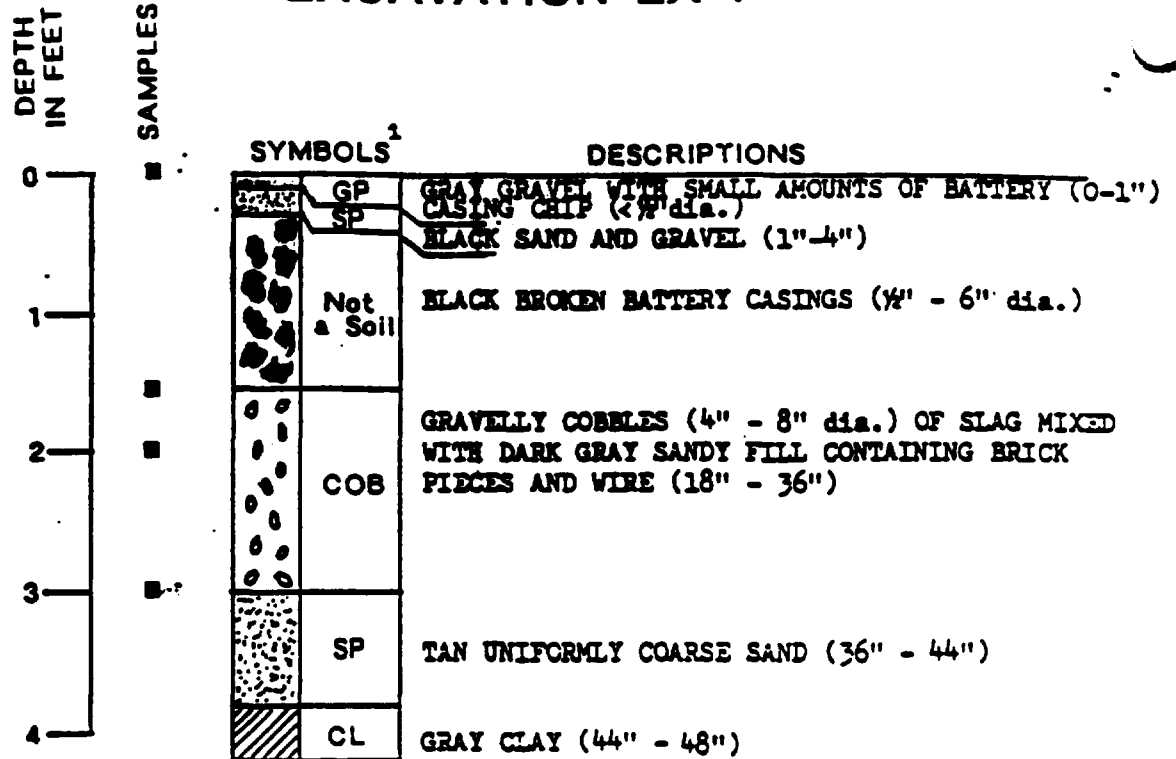 DEPTH
IN FEET
SAMPLES
SYMBOLS¹
DESCRIPTIONS
0
GP
GRAY GRAVEL WITH SMALL AMOUNTS OF BATTERY (0-1")
CASING CHIP (<½" dia.)
SP
BLACK SAND AND GRAVEL (1"-4")
1
Not
a Soil
BLACK BROKEN BATTERY CASINGS (½" - 6" dia.)
2
COB
GRAVELLY COBBLES (4" - 8" dia.) OF SLAG MIXED
WITH DARK GRAY SANDY FILL CONTAINING BRICK
PIECES AND WIRE (18" - 36")
3
SP
TAN UNIFORMLY COARSE SAND (36" - 44")
4
CL
GRAY CLAY (44" - 48")